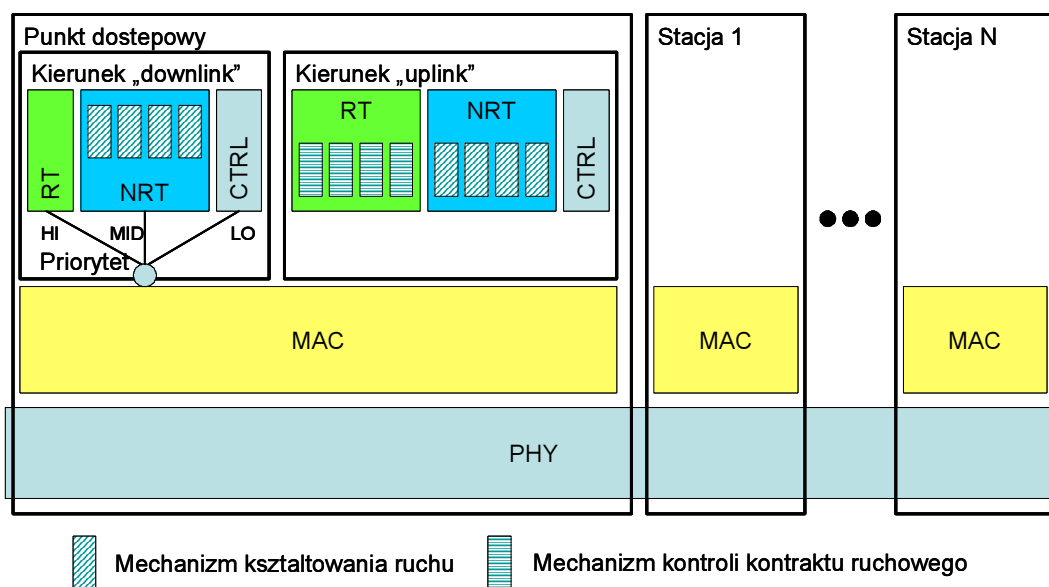 Punkt dostepowy
Stacja 1
Stacja N
Kierunek „downlink”
Kierunek „uplink”
RT
NRT
CTRL
RT
NRT
CTRL
HI
MID
LO
Priorytet
MAC
MAC
MAC
PHY
Mechanizm ksztaltowania ruchu
Mechanizm kontroli kontraktu ruchowego